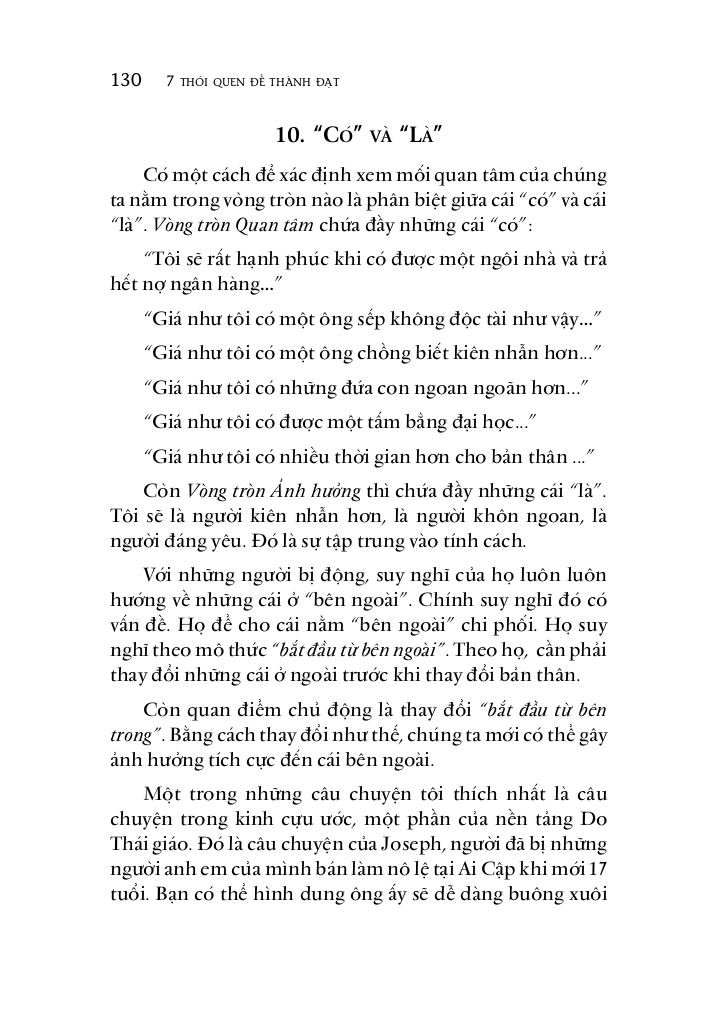 130 7 THÓI QUEN ĐỂ THÀNH ĐẠT
10. “CÓ” VÀ “LÀ”
Có một cách để xác định xem mối quan tâm của chúng
ta nằm trong vòng tròn nào là phân biệt giữa cái “có” và cái
“là”. Vòng tròn Quan tâm chứa đầy những cái “có”:
“Tôi sẽ rất hạnh phúc khi có được một ngôi nhà và trả
hết nợ ngân hàng...”
“Giá như tôi có một ông sếp không độc tài như vậy...”
“Giá như tôi có một ông chồng biết kiên nhẫn hơn...”
“Giá như tôi có những đứa con ngoan ngoãn hơn...”
“Giá như tôi có được một tấm bằng đại học...”
“Giá như tôi có nhiều thời gian hơn cho bản thân ...”
Còn Vòng tròn Ảnh hưởng thì chứa đầy những cái “là”.
Tôi sẽ là người kiên nhẫn hơn, là người khôn ngoan, là
người đáng yêu. Đó là sự tập trung vào tính cách.
Với những người bị động, suy nghĩ của họ luôn luôn
hướng về những cái ở “bên ngoài”. Chính suy nghĩ đó có
vấn đề. Họ để cho cái nằm “bên ngoài” chi phối. Họ suy
nghĩ theo mô thức “bắt đầu từ bên ngoài”. Theo họ, cần phải
thay đổi những cái ở ngoài trước khi thay đổi bản thân.
Còn quan điểm chủ động là thay đổi “bắt đầu từ bên
trong”. Bằng cách thay đổi như thế, chúng ta mới có thể gây
ảnh hưởng tích cực đến cái bên ngoài.
Một trong những câu chuyện tôi thích nhất là câu
chuyện trong kinh cựu ước, một phần của nền tảng Do
Thái giáo. Đó là câu chuyện của Joseph, người đã bị những
người anh em của mình bán làm nô lệ tại Ai Cập khi mới 17
tuổi. Bạn có thể hình dung ông ấy sẽ dễ dàng buông xuôi